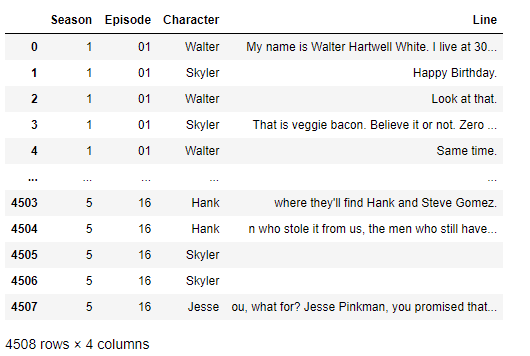 Season Episode Character Line
0 1 01 Walter My name is Walter Hartwell White. I live at 30...
1 1 01 Skyler Happy Birthday.
2 1 01 Walter Look at that.
3 1 01 Skyler That is veggie bacon. Believe it or not. Zero ...
4 1 01 Walter Same time.
... ... ... ... ...
4503 5 16 Hank where they'll find Hank and Steve Gomez.
4504 5 16 Hank n who stole it from us, the men who still have...
4505 5 16 Skyler
4506 5 16 Skyler
4507 5 16 Jesse ou, what for? Jesse Pinkman, you promised that...
4508 rows × 4 columns